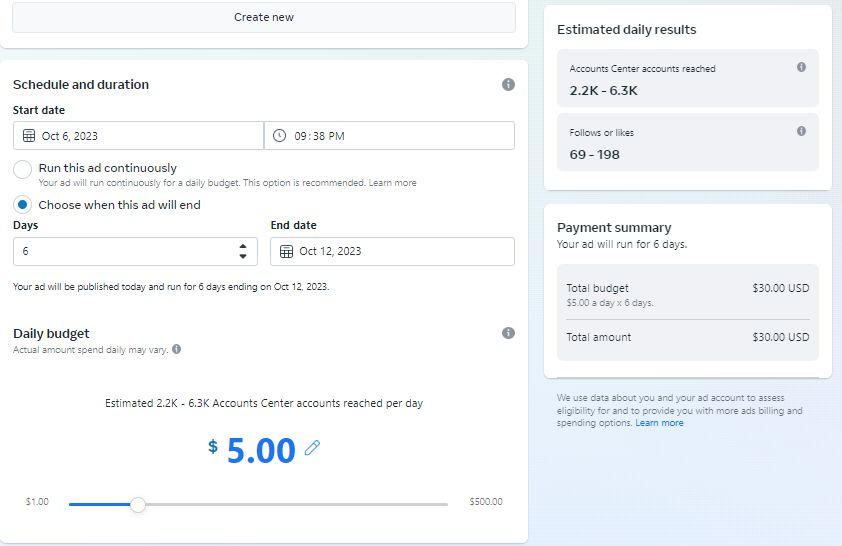 Create new
Schedule and duration
Start date
Oct 6, 2023
09:38 PM
Run this ad continuously
Your ad will run continuously for a daily budget. This option is recommended. Learn more
Choose when this ad will end
Days
End date
6
Oct 12, 2023
Your ad will be published today and run for 6 days ending on Oct 12, 2023.
Daily budget
Actual amount spend daily may vary.
Estimated 2.2K - 6.3K Accounts Center accounts reached per day
$ 5.00
$1.00
$500.00
Estimated daily results
Accounts Center accounts reached
2.2K - 6.3K
Follows or likes
69 - 198
Payment summary
Your ad will run for 6 days.
Total budget
$30.00 USD
$5.00 a day x 6 days.
Total amount
$30.00 USD
We use data about you and your ad account to assess
eligibility for and to provide you with more ads billing and
spending options. Learn more